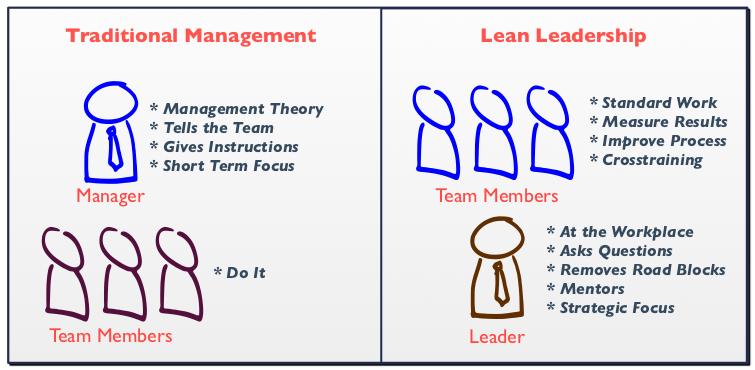 Traditional Management
* Management Theory
* Tells the Team
* Gives Instructions
* Short Term Focus
Manager
* Do It
Team Members
Lean Leadership
* Standard Work
* Measure Results
* Improve Process
* Crosstraining
Team Members
* At the Workplace
* Asks Questions
* Removes Road Blocks
* Mentors
* Strategic Focus
Leader